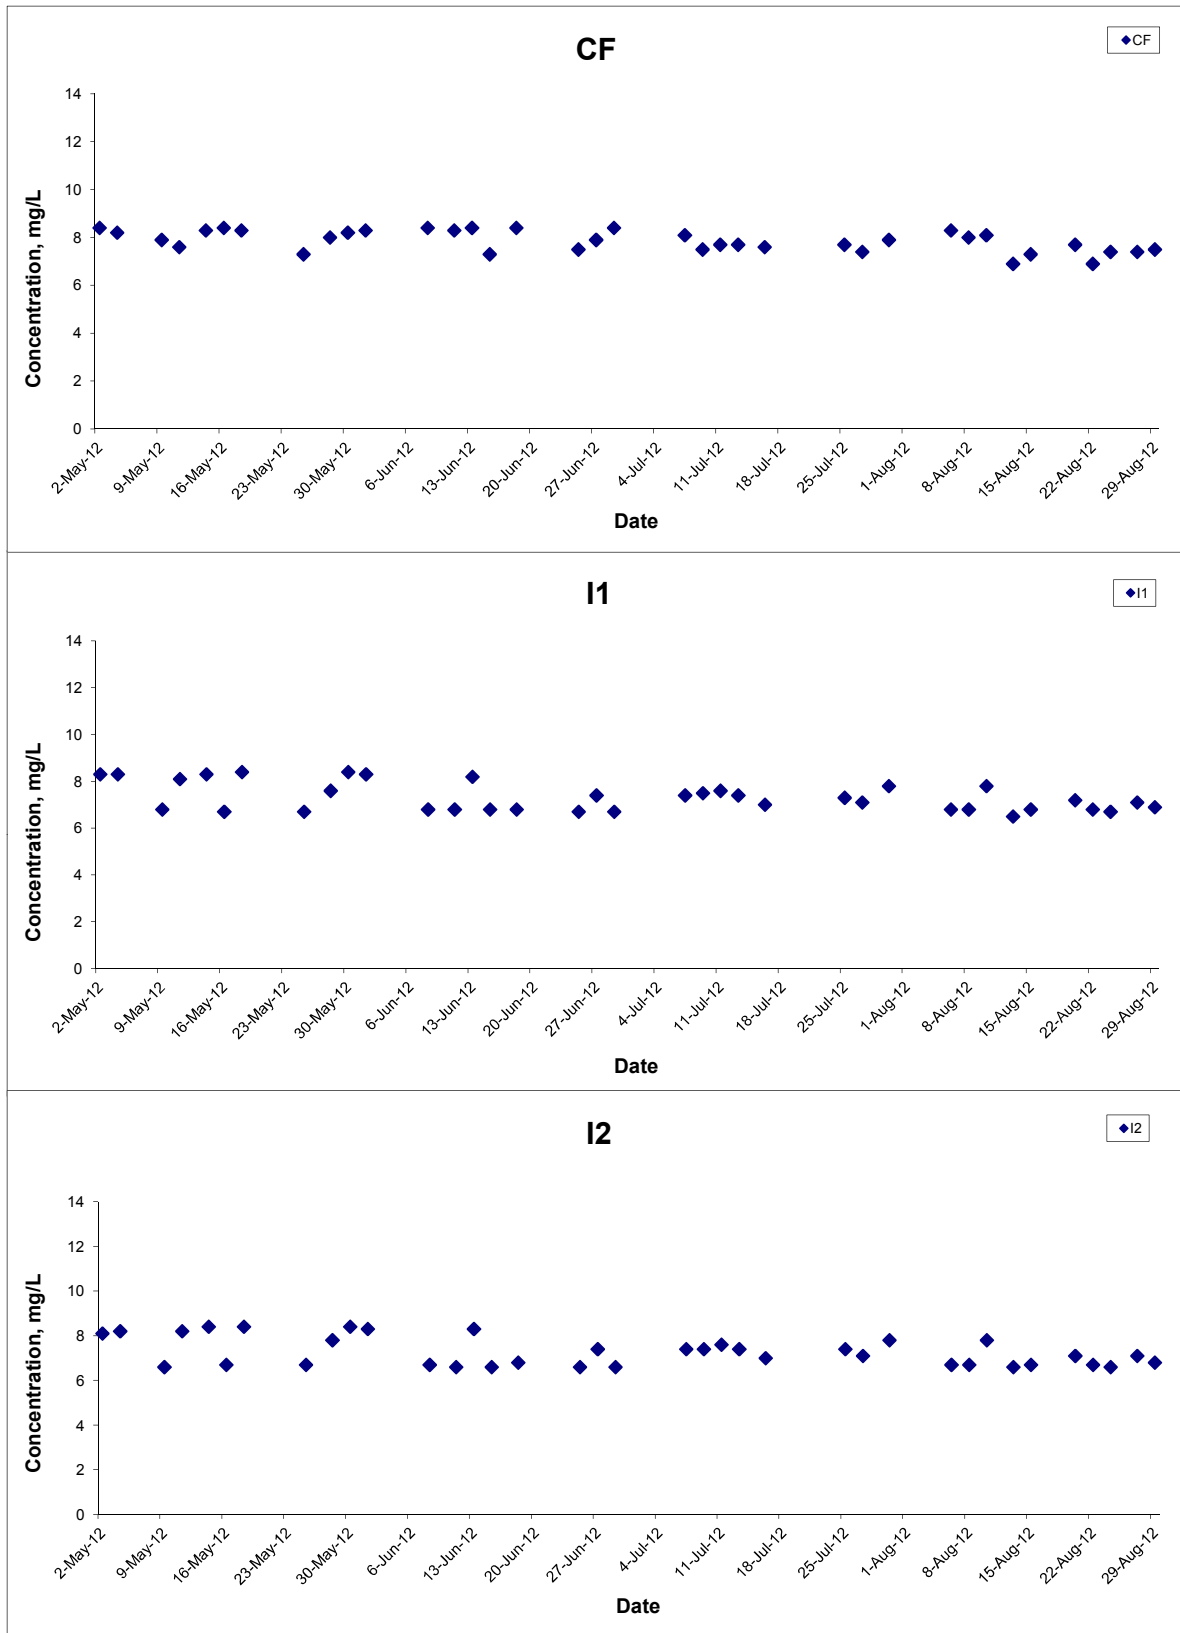 CF
CF
14
12
10
8
6
4
2
0
Concentration, mg/L
2-May-12
9-May-12
16-May-12
23-May-12
30-May-12
6-Jun-12
13-Jun-12
20-Jun-12
27-Jun-12
4-Jul-12
11-Jul-12
18-Jul-12
25-Jul-12
1-Aug-12
8-Aug-12
15-Aug-12
22-Aug-12
29-Aug-12
Date
I1
I1
14
12
10
8
6
4
2
0
Concentration, mg/L
2-May-12
9-May-12
16-May-12
23-May-12
30-May-12
6-Jun-12
13-Jun-12
20-Jun-12
27-Jun-12
4-Jul-12
11-Jul-12
18-Jul-12
25-Jul-12
1-Aug-12
8-Aug-12
15-Aug-12
22-Aug-12
29-Aug-12
Date
I2
I2
14
12
10
8
6
4
2
0
Concentration, mg/L
2-May-12
9-May-12
16-May-12
23-May-12
30-May-12
6-Jun-12
13-Jun-12
20-Jun-12
27-Jun-12
4-Jul-12
11-Jul-12
18-Jul-12
25-Jul-12
1-Aug-12
8-Aug-12
15-Aug-12
22-Aug-12
29-Aug-12
Date